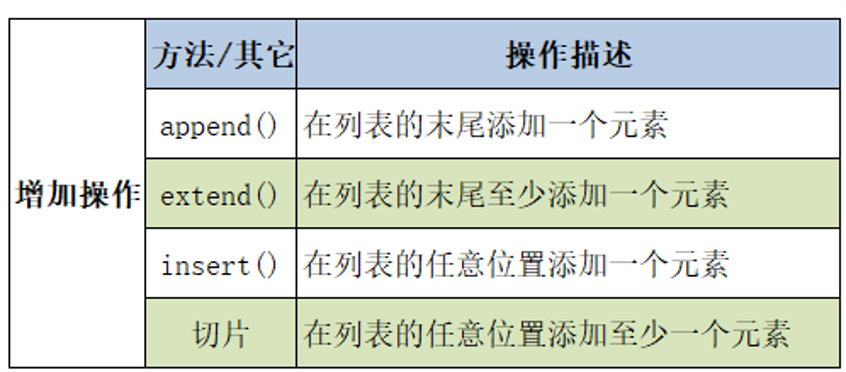 方法/其它 操作描述
append() 在列表的末尾添加一个元素
增加操作 extend() 在列表的末尾至少添加一个元素
insert() 在列表的任意位置添加一个元素
切片 在列表的任意位置添加至少一个元素